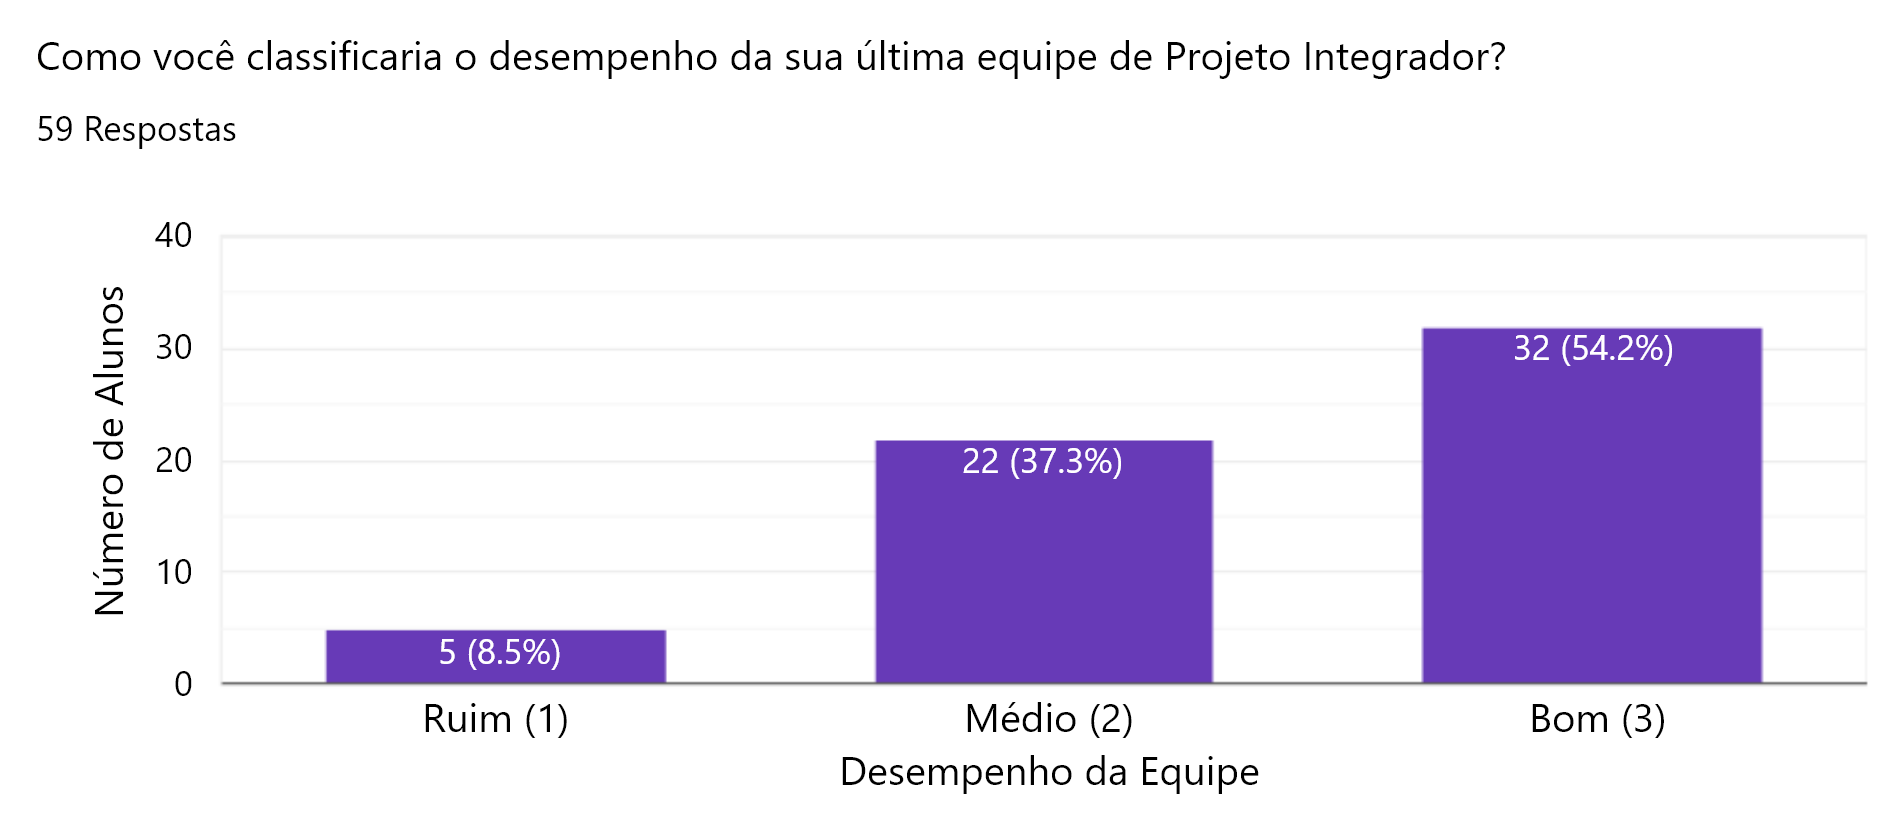 Como você classificaria o desempenho da sua última equipe de Projeto Integrador?
59 Respostas
40
30
20
10
0
Número de Alunos
5 (8.5%)
22 (37.3%)
32 (54.2%)
Ruim (1)
Médio (2)
Bom (3)
Desempenho da Equipe